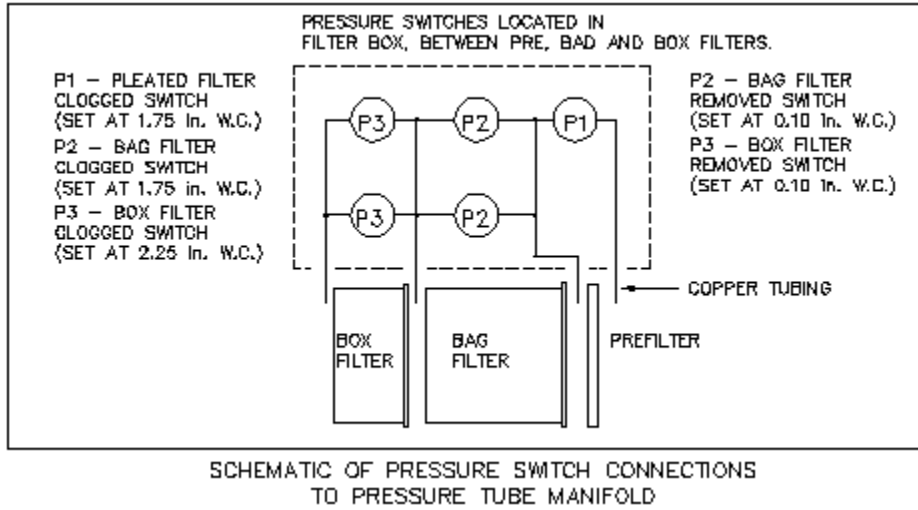 PRESSURE SWITCHES LOCATED IN
FILTER BOX, BETWEEN PRE, BAD AND BOX FILTERS.
P1 – PLEATED FILTER
CLOGGED SWITCH
(SET AT 1.75 In. W.C.)
P2 – BAG FILTER
CLOGGED SWITCH
(SET AT 1.75 in. W.C.)
P3 – BOX FILTER
CLOGGED SWITCH
(SET AT 2.25 In. W.C.)
P3
P2
P1
P3
P2
P2 – BAG FILTER
REMOVED SWITCH
(SET AT 0.10 In. W.C.)
P3 – BOX FILTER
REMOVED SWITCH
(SET AT 0.10 In. W.C.)
COPPER TUBING
BOX
FILTER
BAG
FILTER
PREFILTER
SCHEMATIC OF PRESSURE SWITCH CONNECTIONS
TO PRESSURE TUBE MANIFOLD